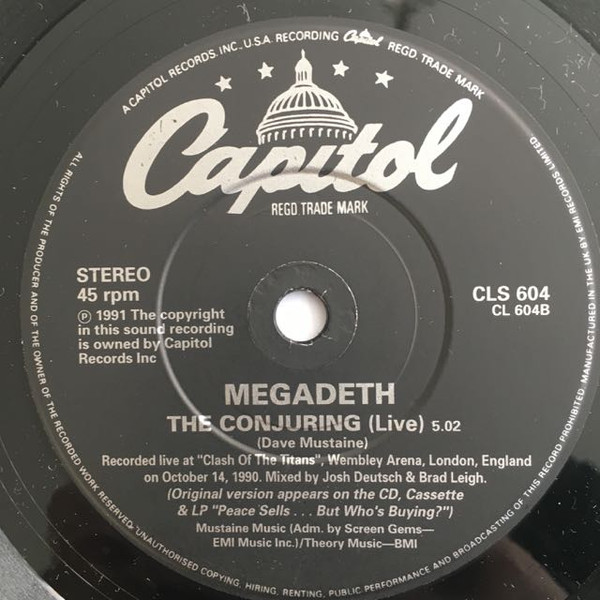 A CAPITOL RECORDS, INC., U.S.A. RECORDING Capitol REGD. TRADE MARK
Capitol
REGD. TRADE MARK
STEREO
45 rpm
℗ 1991 The copyright
in this sound recording
is owned by Capitol
Records Inc
CLS 604
CL 604B
MEGADETH
THE CONJURING (Live) 5.02
(Dave Mustaine)
Recorded live at "Clash Of The Titans", Wembley Arena, London, England
on October 14, 1990. Mixed by Josh Deutsch & Brad Leigh.
(Original version appears on the CD, Cassette
& LP "Peace Sells . . . But Who's Buying?")
Mustaine Music (Adm. by Screen Gems—
EMI Music Inc.)/Theory Music—BMI
ALL RIGHTS OF THE PRODUCER AND OF THE OWNER OF THE RECORDED WORK RESERVED. UNAUTHORISED COPYING, HIRING, RENTING, PUBLIC PERFORMANCE AND BROADCASTING OF THIS RECORD PROHIBITED. MANUFACTURED IN THE UK BY EMI RECORDS LIMITED